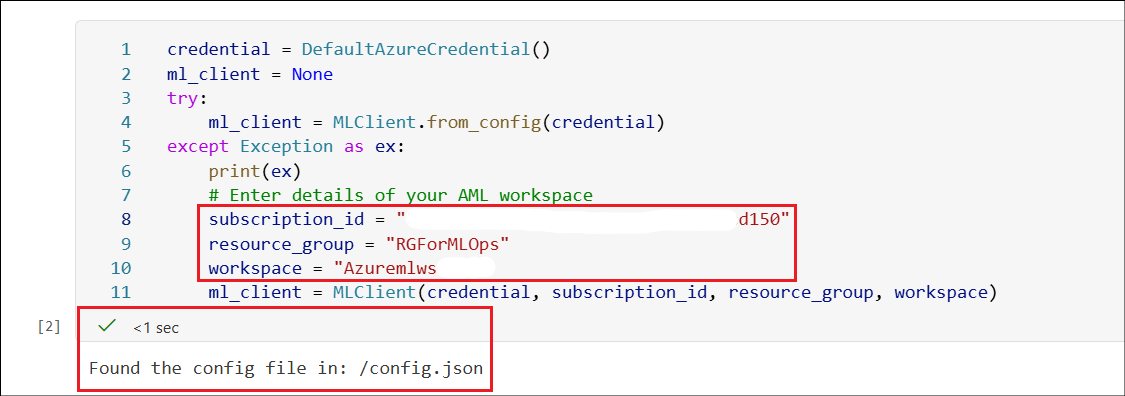 1 credential = DefaultAzureCredential()
2 ml_client = None
3 try:
4 ml_client = MLClient.from_config(credential)
5 except Exception as ex:
6 print(ex)
7 # Enter details of your AML workspace
8 subscription_id = " d150"
9 resource_group = "RGForMLOps"
10 workspace = "Azuremlws
11 ml_client = MLClient(credential, subscription_id, resource_group, workspace)
[2] <1 sec
Found the config file in: /config.json